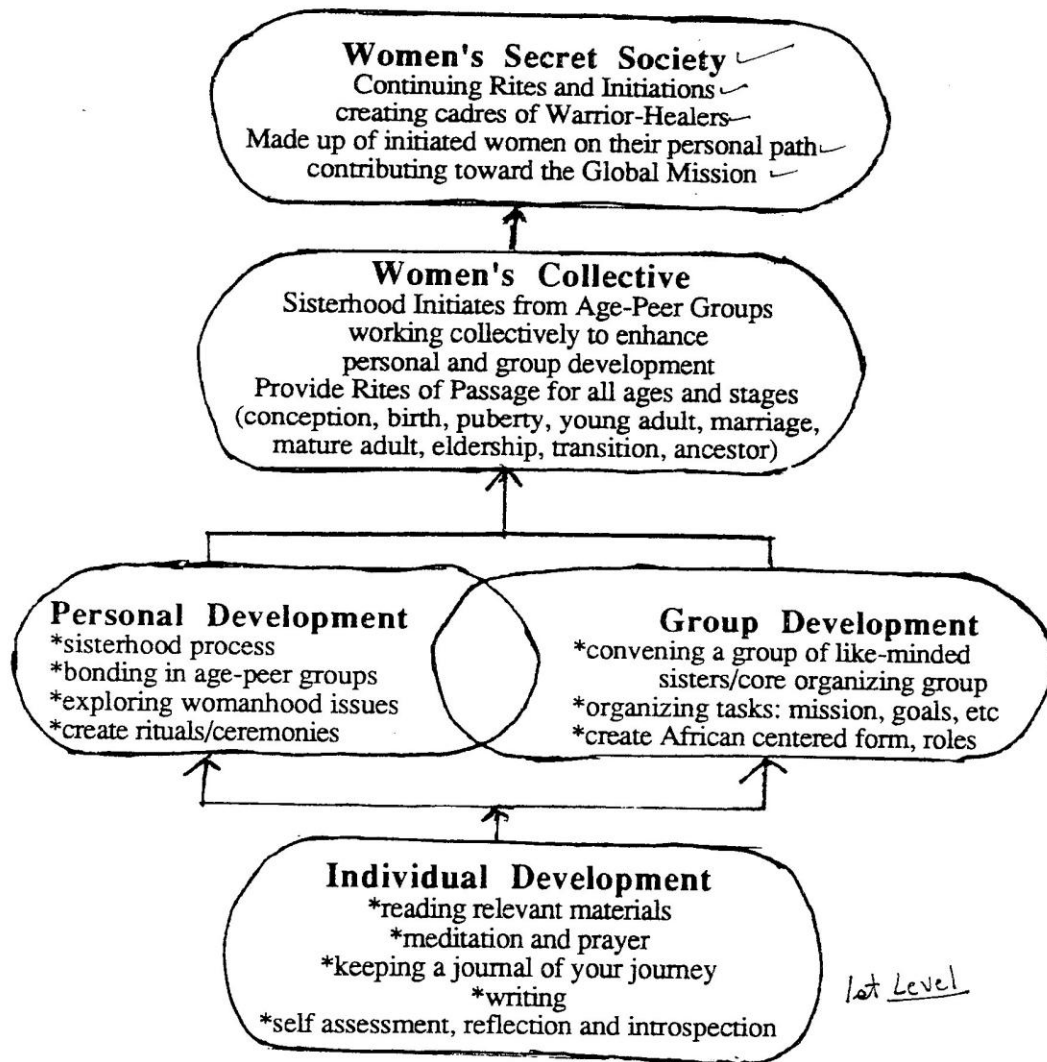 Women's Secret Society
Continuing Rites and Initiations
creating cadres of Warrior-Healers
Made up of initiated women on their personal path
contributing toward the Global Mission
Women's Collective
Sisterhood Initiates from Age-Peer Groups
working collectively to enhance
personal and group development
Provide Rites of Passage for all ages and stages
(conception, birth, puberty, young adult, marriage,
mature adult, eldership, transition, ancestor)
Personal Development
*sisterhood process
*bonding in age-peer groups
*exploring womanhood issues
*create rituals/ceremonies
Group Development
*convening a group of like-minded
sisters/core organizing group
*organizing tasks: mission, goals, etc
*create African centered form, roles
Individual Development
*reading relevant materials
*meditation and prayer
*keeping a journal of your journey
*writing
*self assessment, reflection and introspection
1st Level